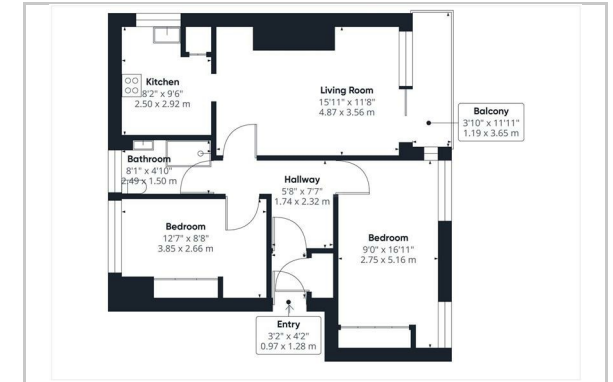 Kitchen
8'2" x 9'6"
2.50 x 2.92 m
Living Room
15'11" x 11'8"
4.87 x 3.56 m
Balcony
3'10" x 11'11"
1.19 x 3.65 m
Bathroom
8'1" x 4'10"
2.49 x 1.50 m
Hallway
5'8" x 7'7"
1.74 x 2.32 m
Bedroom
12'7" x 8'8"
3.85 x 2.66 m
Bedroom
9'0" x 16'11"
2.75 x 5.16 m
Entry
3'2" x 4'2"
0.97 x 1.28 m